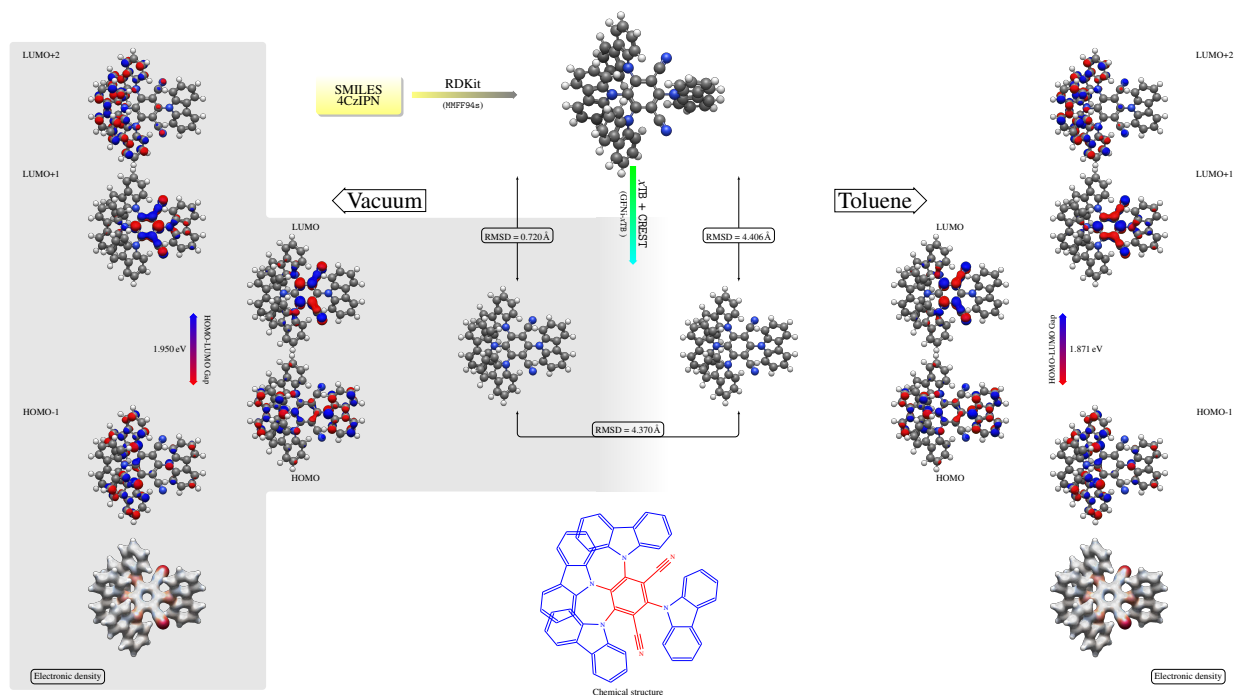 LUMO+2
SMILES
4CzIPN
RDKit
(MMFF94s)
LUMO+2
LUMO+1
Vacuum
xTB + CREST
(GFN1-xTB )
Toluene
LUMO+1
LUMO
RMSD = 0.720 Å
RMSD = 4.406 Å
LUMO
1.950 eV
HOMO-LUMO Gap
HOMO-LUMO Gap
1.871 eV
HOMO-1
RMSD = 4.370 Å
HOMO-1
HOMO
HOMO
N
N
N
N
N
N
Electronic density
Chemical structure
Electronic density